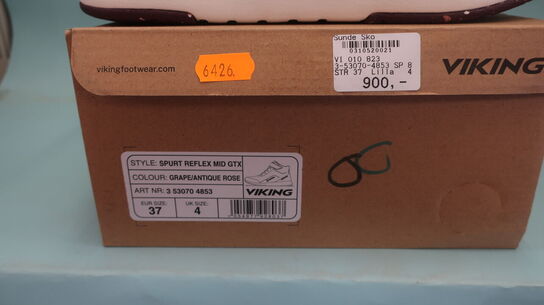 Sunde Sko
0310520021
VI 010 823
3-53070-4853 SP 8
STR 37 Lilla 4
900,-
vikingfootwear.com
6426.
VIKING
STYLE: SPURT REFLEX MID GTX
COLOUR: GRAPE/ANTIQUE ROSE
ART NR: 3 53070 4853
VIKING
EUR SIZE: UK SIZE:
37 4